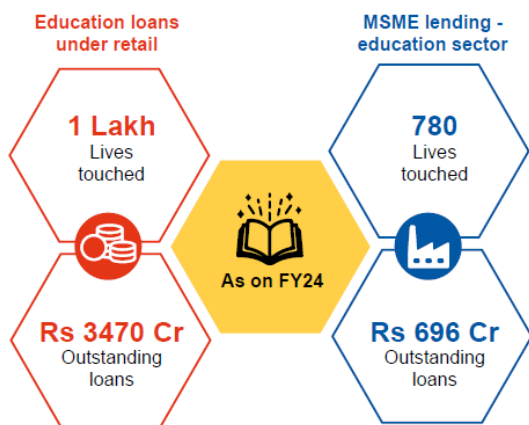 Education loans
under retail
1 Lakh
Lives
touched
Rs 3470 Cr
Outstanding
loans
As on FY24
MSME lending -
education sector
780
Lives
touched
Rs 696 Cr
Outstanding
loans